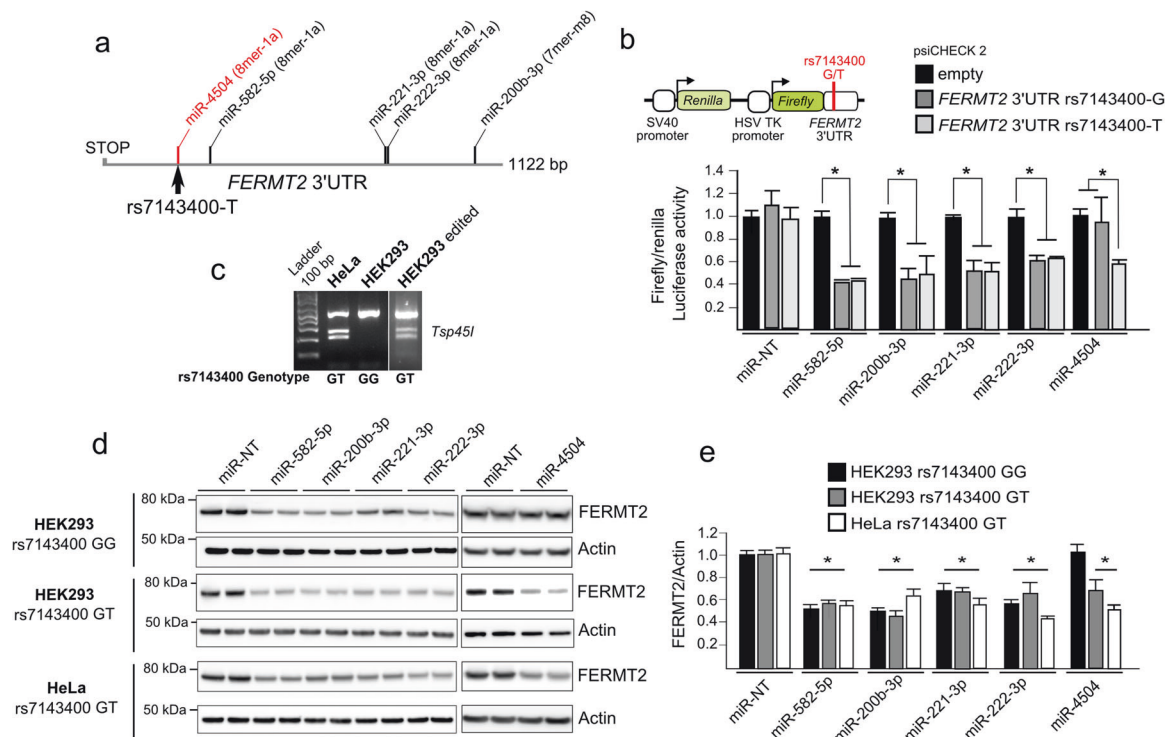 a
miR-4504 (8mer-1a)
miR-582-5p (8mer-1a)
miR-221-3p (8mer-1a)
miR-222-3p (8mer-1a)
miR-200b-3p (7mer-m8)
STOP
1122 bp
FERMT2 3'UTR
rs7143400-T
b
psiCHECK 2
rs7143400
G/T
Renilla
Firefly
SV40
promoter
HSV TK
promoter
FERMT2
3'UTR
empty
FERMT2 3'UTR rs7143400-G
FERMT2 3'UTR rs7143400-T
Firefly/renilla
Luciferase activity
1.4
1.2
1.0
0.8
0.6
0.4
0.2
* * * * *
miR-NT
miR-582-5p
miR-200b-3p
miR-221-3p
miR-222-3p
miR-4504
c
Ladder
100 bp
HeLa
HEK293
HEK293 edited
Tsp45I
rs7143400 Genotype GT GG GT
d
miR-NT
miR-582-5p
miR-200b-3p
miR-221-3p
miR-222-3p
miR-NT
miR-4504
HEK293
rs7143400 GG
80 kDa
FERMT2
50 kDa
Actin
HEK293
rs7143400 GT
80 kDa
FERMT2
50 kDa
Actin
HeLa
rs7143400 GT
80 kDa
FERMT2
50 kDa
Actin
e
HEK293 rs7143400 GG
HEK293 rs7143400 GT
HeLa rs7143400 GT
FERMT2/Actin
1.2
1.0
0.8
0.6
0.4
0.2
* * * * *
miR-NT
miR-582-5p
miR-200b-3p
miR-221-3p
miR-222-3p
miR-4504